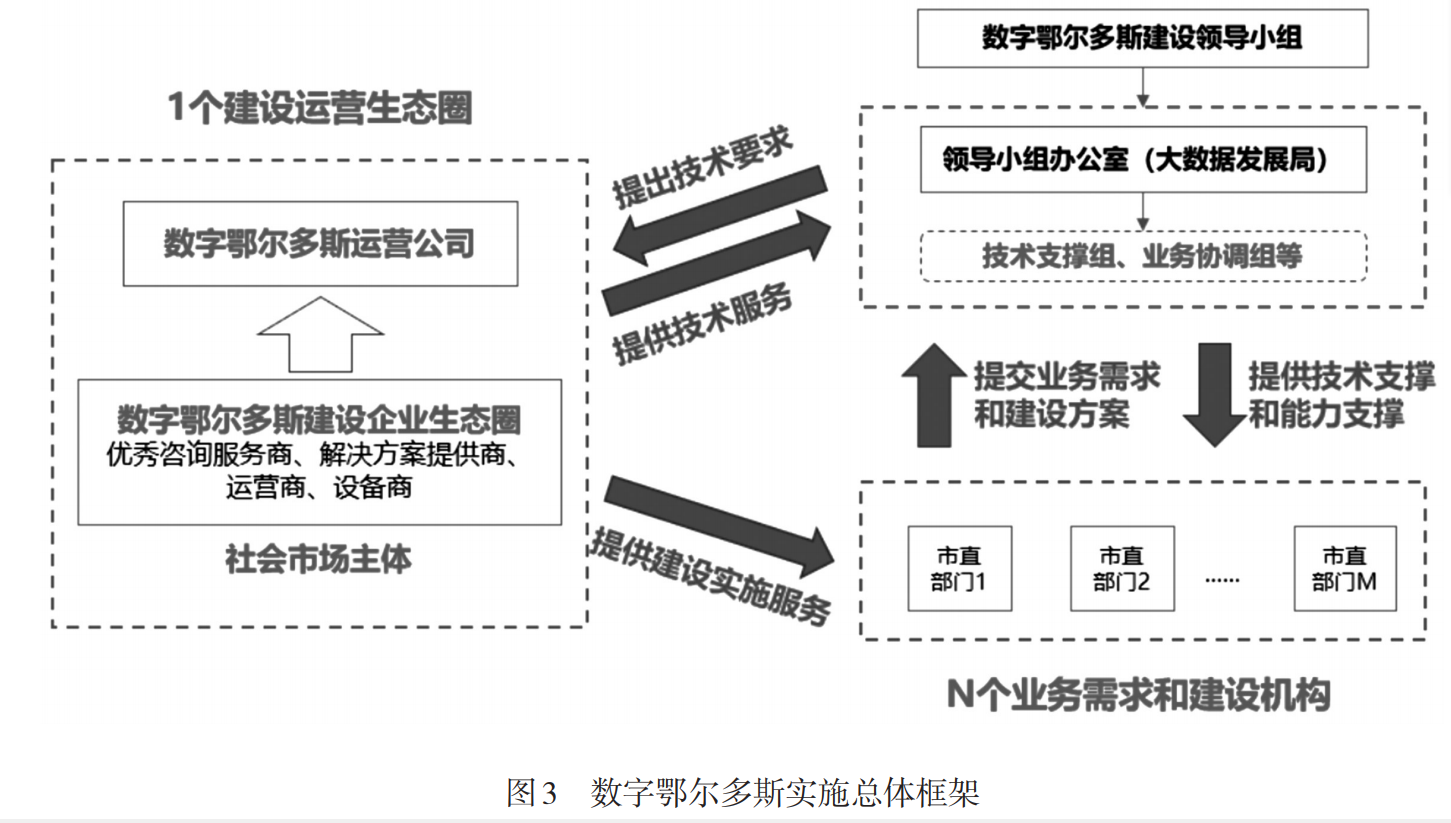 数字鄂尔多斯建设领导小组
1个建设运营生态圈
领导小组办公室（大数据发展局）
提出技术要求
数字鄂尔多斯运营公司
技术支撑组、业务协调组等
提供技术服务
提交业务需求
和建设方案
提供技术支撑
和能力支撑
数字鄂尔多斯建设企业生态圈
优秀咨询服务商、解决方案提供商、
运营商、设备商
社会市场主体
提供建设实施服务
市直
部门1
市直
部门2
......
市直
部门M
N个业务需求和建设机构
图3 数字鄂尔多斯实施总体框架